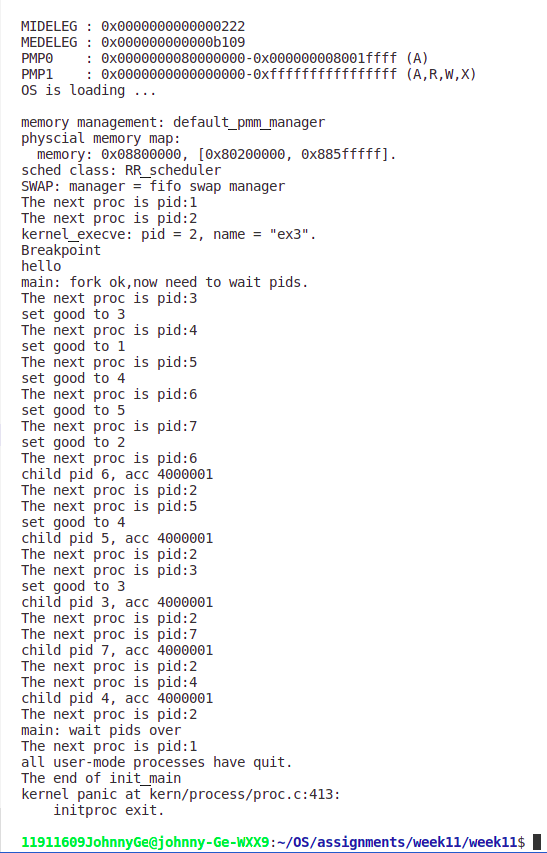 MIDELEG : 0x0000000000000222
MEDELEG : 0x000000000000b109
PMP0    : 0x0000000080000000-0x000000008001ffff (A)
PMP1    : 0x0000000000000000-0xffffffffffffffff (A,R,W,X)
OS is loading ...
memory management: default_pmm_manager
physcial memory map:
  memory: 0x08800000, [0x80200000, 0x885fffff].
sched class: RR_scheduler
SWAP: manager = fifo swap manager
The next proc is pid:1
The next proc is pid:2
kernel_execve: pid = 2, name = "ex3".
Breakpoint
hello
main: fork ok,now need to wait pids.
The next proc is pid:3
set good to 3
The next proc is pid:4
set good to 1
The next proc is pid:5
set good to 4
The next proc is pid:6
set good to 5
The next proc is pid:7
set good to 2
The next proc is pid:6
child pid 6, acc 4000001
The next proc is pid:2
The next proc is pid:5
set good to 4
child pid 5, acc 4000001
The next proc is pid:2
The next proc is pid:3
set good to 3
child pid 3, acc 4000001
The next proc is pid:2
The next proc is pid:7
child pid 7, acc 4000001
The next proc is pid:2
The next proc is pid:4
child pid 4, acc 4000001
The next proc is pid:2
main: wait pids over
The next proc is pid:1
all user-mode processes have quit.
The end of init_main
kernel panic at kern/process/proc.c:413:
    initproc exit.
11911609JohnnyGe@johnny-Ge-WXX9:~/OS/assignments/week11/week11$